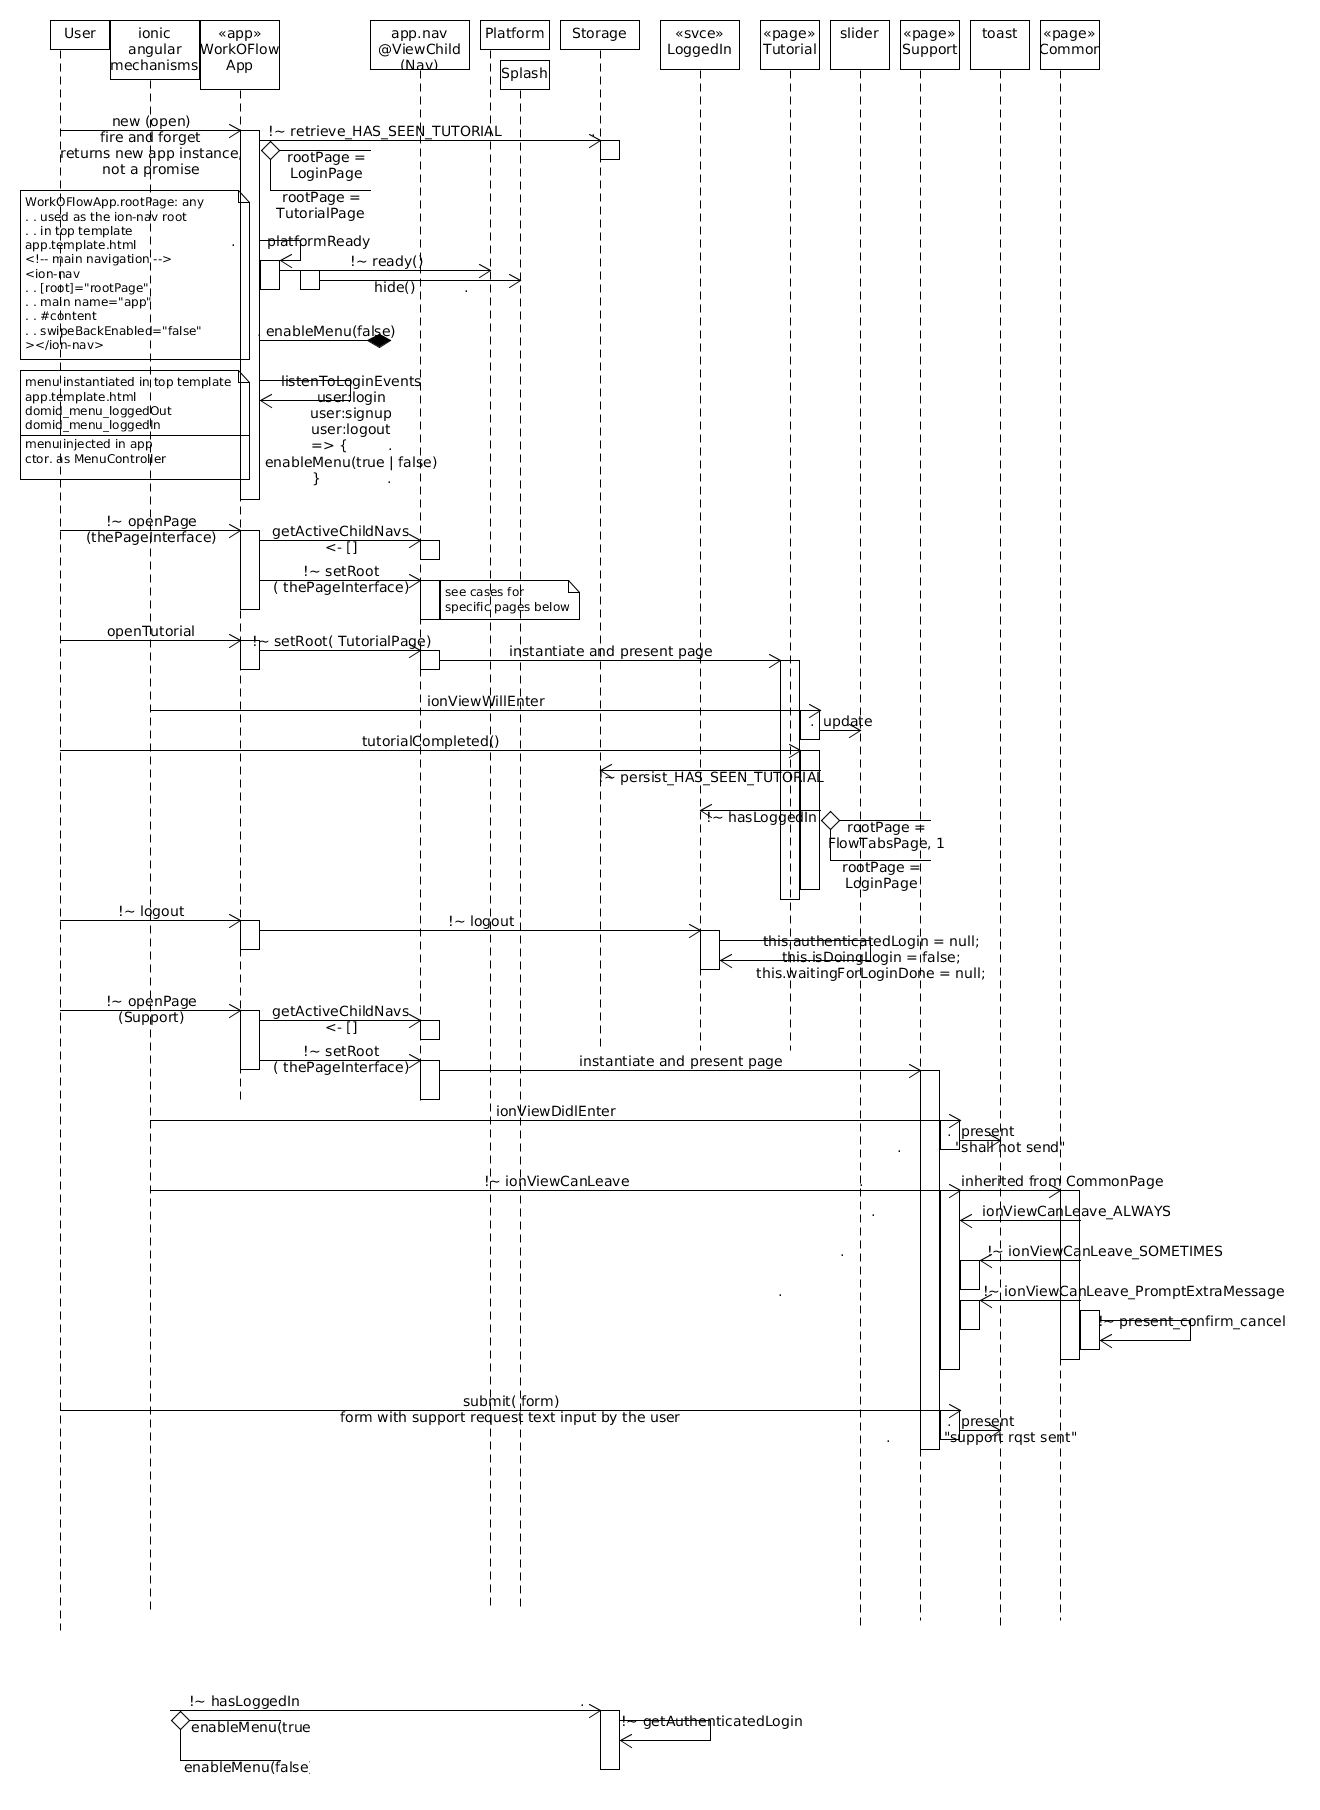 User
ionic
angular
mechanisms
«app»
WorkOFlow
App
app.nav
@ViewChild
(Nav)
Platform
Splash
Storage
«svce»
LoggedIn
«page»
Tutorial
slider
«page»
Support
toast
«page»
Common
new (open)
fire and forget
returns new app instance,
not a promise
!~ retrieve_HAS_SEEN_TUTORIAL .
rootPage =
LoginPage
rootPage =
TutorialPage
WorkOFlowApp.rootPage: any
. . used as the ion-nav root
. . in top template
app.template.html
<!-- main navigation -->
<ion-nav
. . [root]="rootPage"
. . main name="app"
. . #content
. . swipeBackEnabled="false"
></ion-nav>
. platformReady
!~ ready()
hide() .
. enableMenu(false)
menu instantiated in top template
app.template.html
domid_menu_loggedOut
domid_menu_loggedIn
menu injected in app
ctor. as MenuController
listenToLoginEvents
user:login
user:signup
user:logout
=> { .
enableMenu(true | false)
} .
!~ openPage
(thePageInterface)
getActiveChildNavs
<- []
!~ setRoot
( thePageInterface)
see cases for
specific pages below
openTutorial
!~ setRoot( TutorialPage)
instantiate and present page
ionViewWillEnter
. update
tutorialCompleted()
!~ persist_HAS_SEEN_TUTORIAL
!~ hasLoggedIn
rootPage =
FlowTabsPage, 1
rootPage =
LoginPage
!~ logout
!~ logout
this.authenticatedLogin = null;
this.isDoingLogin = false;
this.waitingForLoginDone = null;
!~ openPage
(Support)
getActiveChildNavs
<- []
!~ setRoot
( thePageInterface)
instantiate and present page
ionViewDidlEnter
. present
. "shall not send"
!~ ionViewCanLeave
inherited from CommonPage
. ionViewCanLeave_ALWAYS
. !~ ionViewCanLeave_SOMETIMES
. !~ ionViewCanLeave_PromptExtraMessage
!~ present_confirm_cancel
submit( form)
form with support request text input by the user
. present
. "support rqst sent"
!~ hasLoggedIn .
enableMenu(true
enableMenu(false)
!~ getAuthenticatedLogin